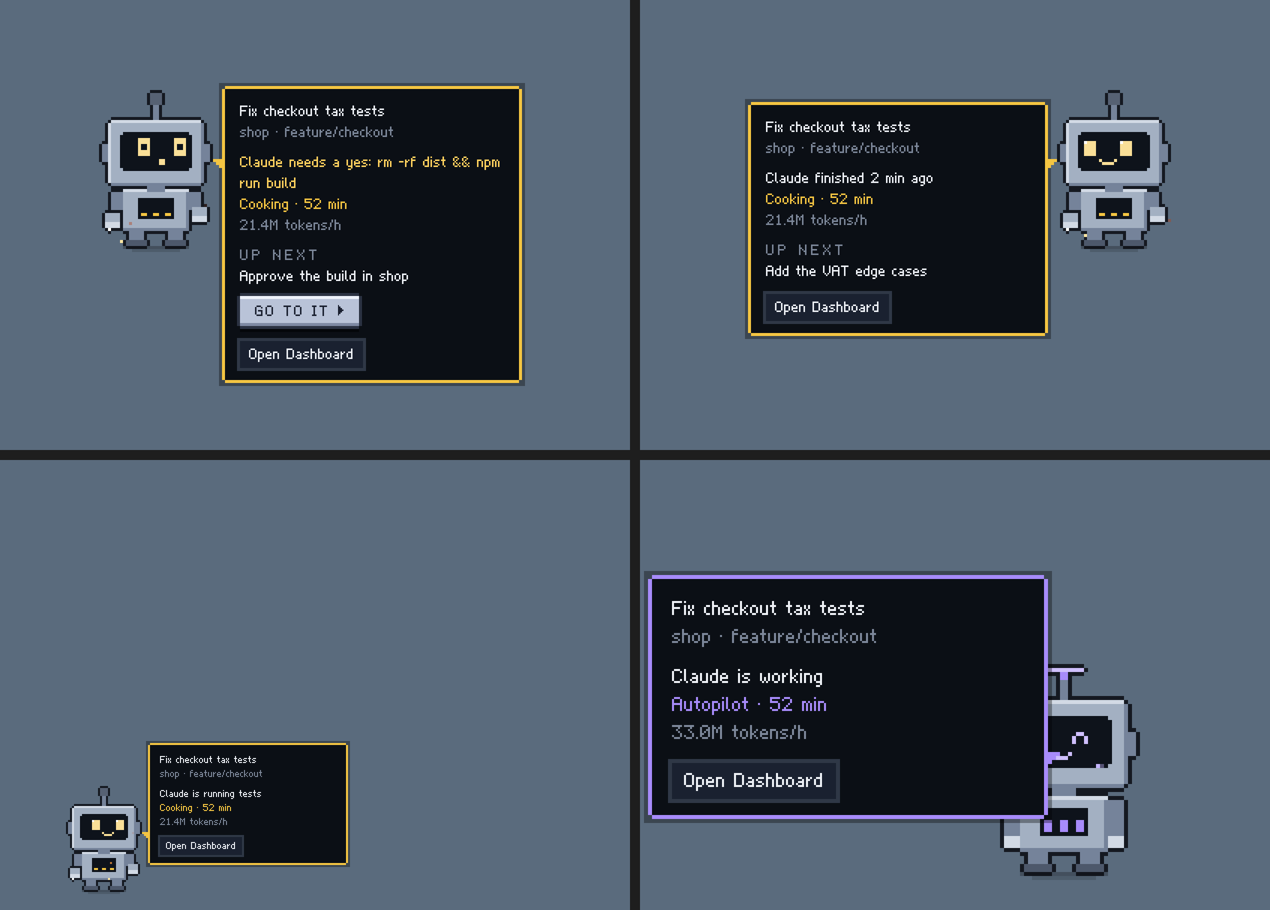 Fix checkout tax tests
shop · feature/checkout
Claude needs a yes: rm -rf dist && npm
run build
Cooking · 52 min
21.4M tokens/h
UP NEXT
Approve the build in shop
GO TO IT
Open Dashboard
Fix checkout tax tests
shop · feature/checkout
Claude finished 2 min ago
Cooking · 52 min
21.4M tokens/h
UP NEXT
Add the VAT edge cases
Open Dashboard
Fix checkout tax tests
shop · feature/checkout
Claude is running tests
Cooking · 52 min
21.4M tokens/h
Open Dashboard
Fix checkout tax tests
shop · feature/checkout
Claude is working
Autopilot · 52 min
33.0M tokens/h
Open Dashboard